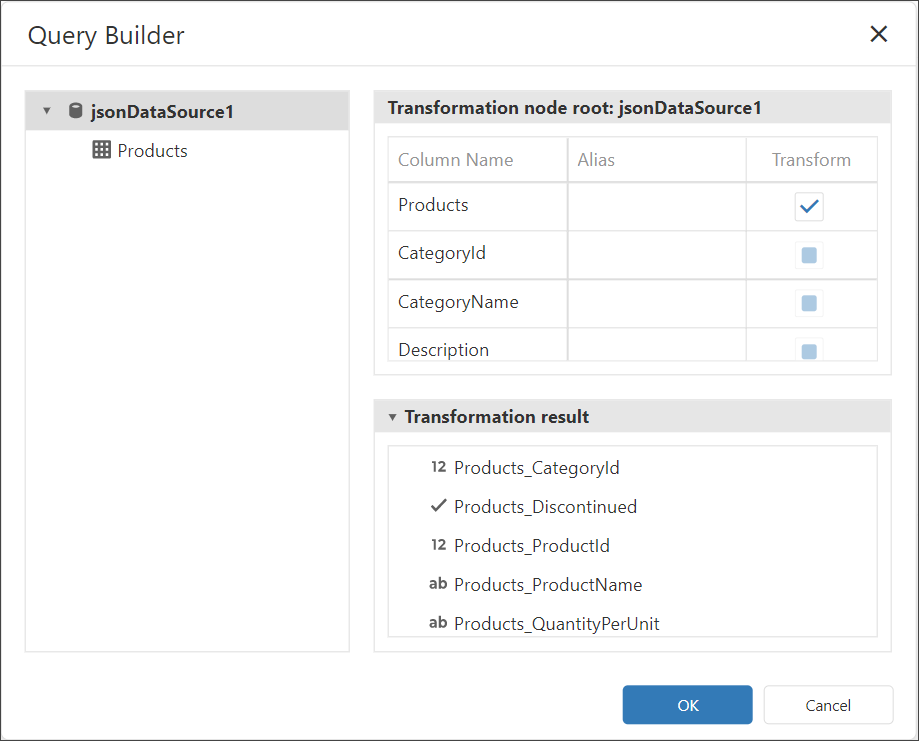 Query Builder
jsonDataSource1
Products
Transformation node root: jsonDataSource1
Column Name Alias Transform
Products
CategoryId
CategoryName
Description
Transformation result
12 Products_CategoryId
Products_Discontinued
12 Products_ProductId
ab Products_ProductName
ab Products_QuantityPerUnit
OK Cancel